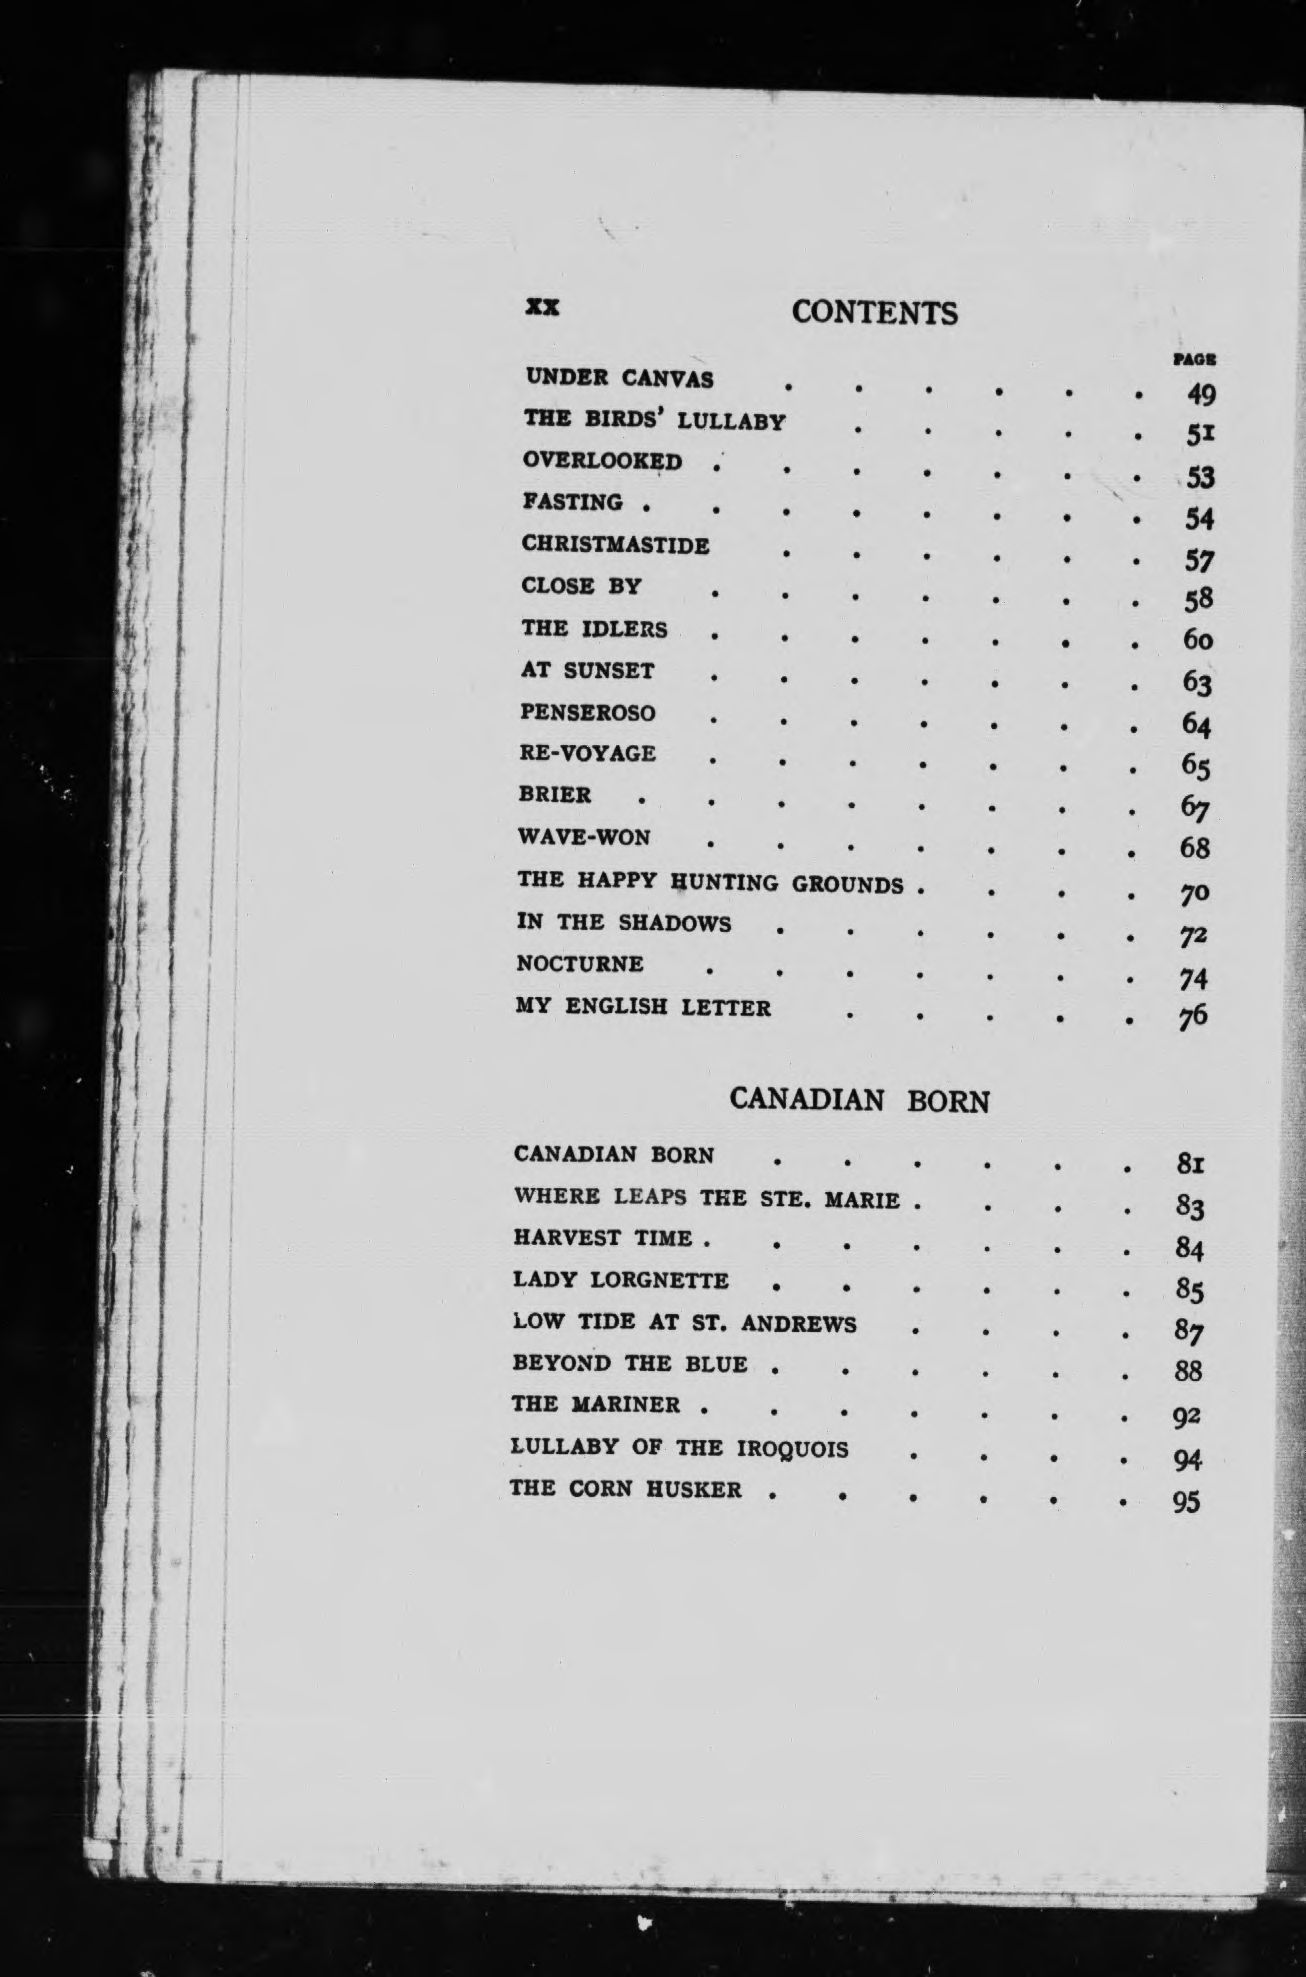 xx CONTENTS
PAGE
UNDER CANVAS . . . . . . 49
THE BIRDS' LULLABY . . . . . 51
OVERLOOKED . . . . . . . 53
FASTING . . . . . . . . 54
CHRISTMASTIDE . . . . . . 57
CLOSE BY . . . . . . . 58
THE IDLERS . . . . . . . 60
AT SUNSET . . . . . . . 63
PENSEROSO . . . . . . . 64
RE-VOYAGE . . . . . . . 65
BRIER . . . . . . . . 67
WAVE-WON . . . . . . . 68
THE HAPPY HUNTING GROUNDS . . . . 70
IN THE SHADOWS . . . . . . 72
NOCTURNE . . . . . . . 74
MY ENGLISH LETTER . . . . . 76
CANADIAN BORN
CANADIAN BORN . . . . . . 81
WHERE LEAPS THE STE. MARIE . . . . 83
HARVEST TIME . . . . . . . 84
LADY LORGNETTE . . . . . . 85
LOW TIDE AT ST. ANDREWS . . . . 87
BEYOND THE BLUE . . . . . . 88
THE MARINER . . . . . . . 92
LULLABY OF THE IROQUOIS . . . . 94
THE CORN HUSKER . . . . . . 95